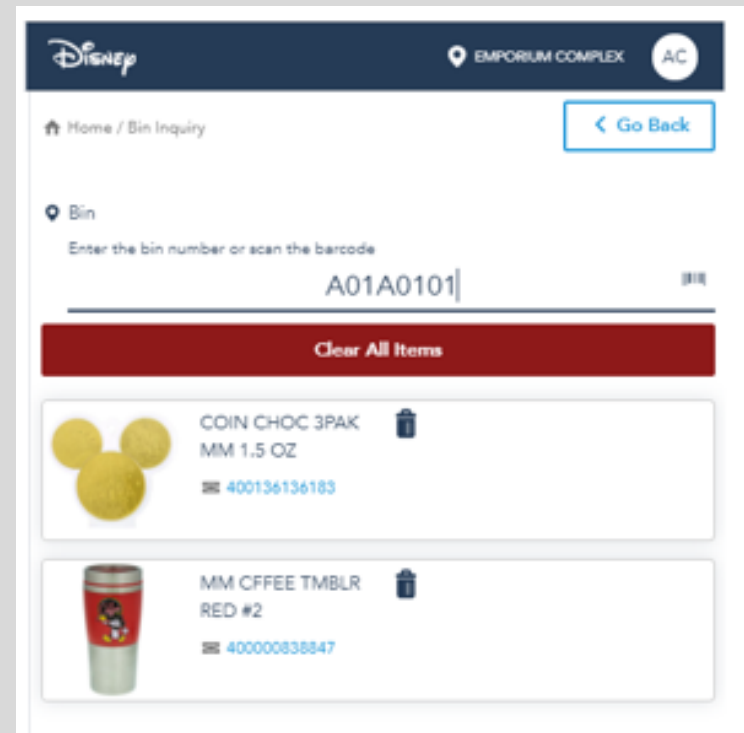 Disney
EMPORIUM COMPLEX
AC
Home / Bin Inquiry
Go Back
Bin
Enter the bin number or scan the barcode
A01A0101
Clear All Items
COIN CHOC 3PAK
MM 1.5 OZ
400136136183
MM CFFEE TMBLR
RED #2
400000838847